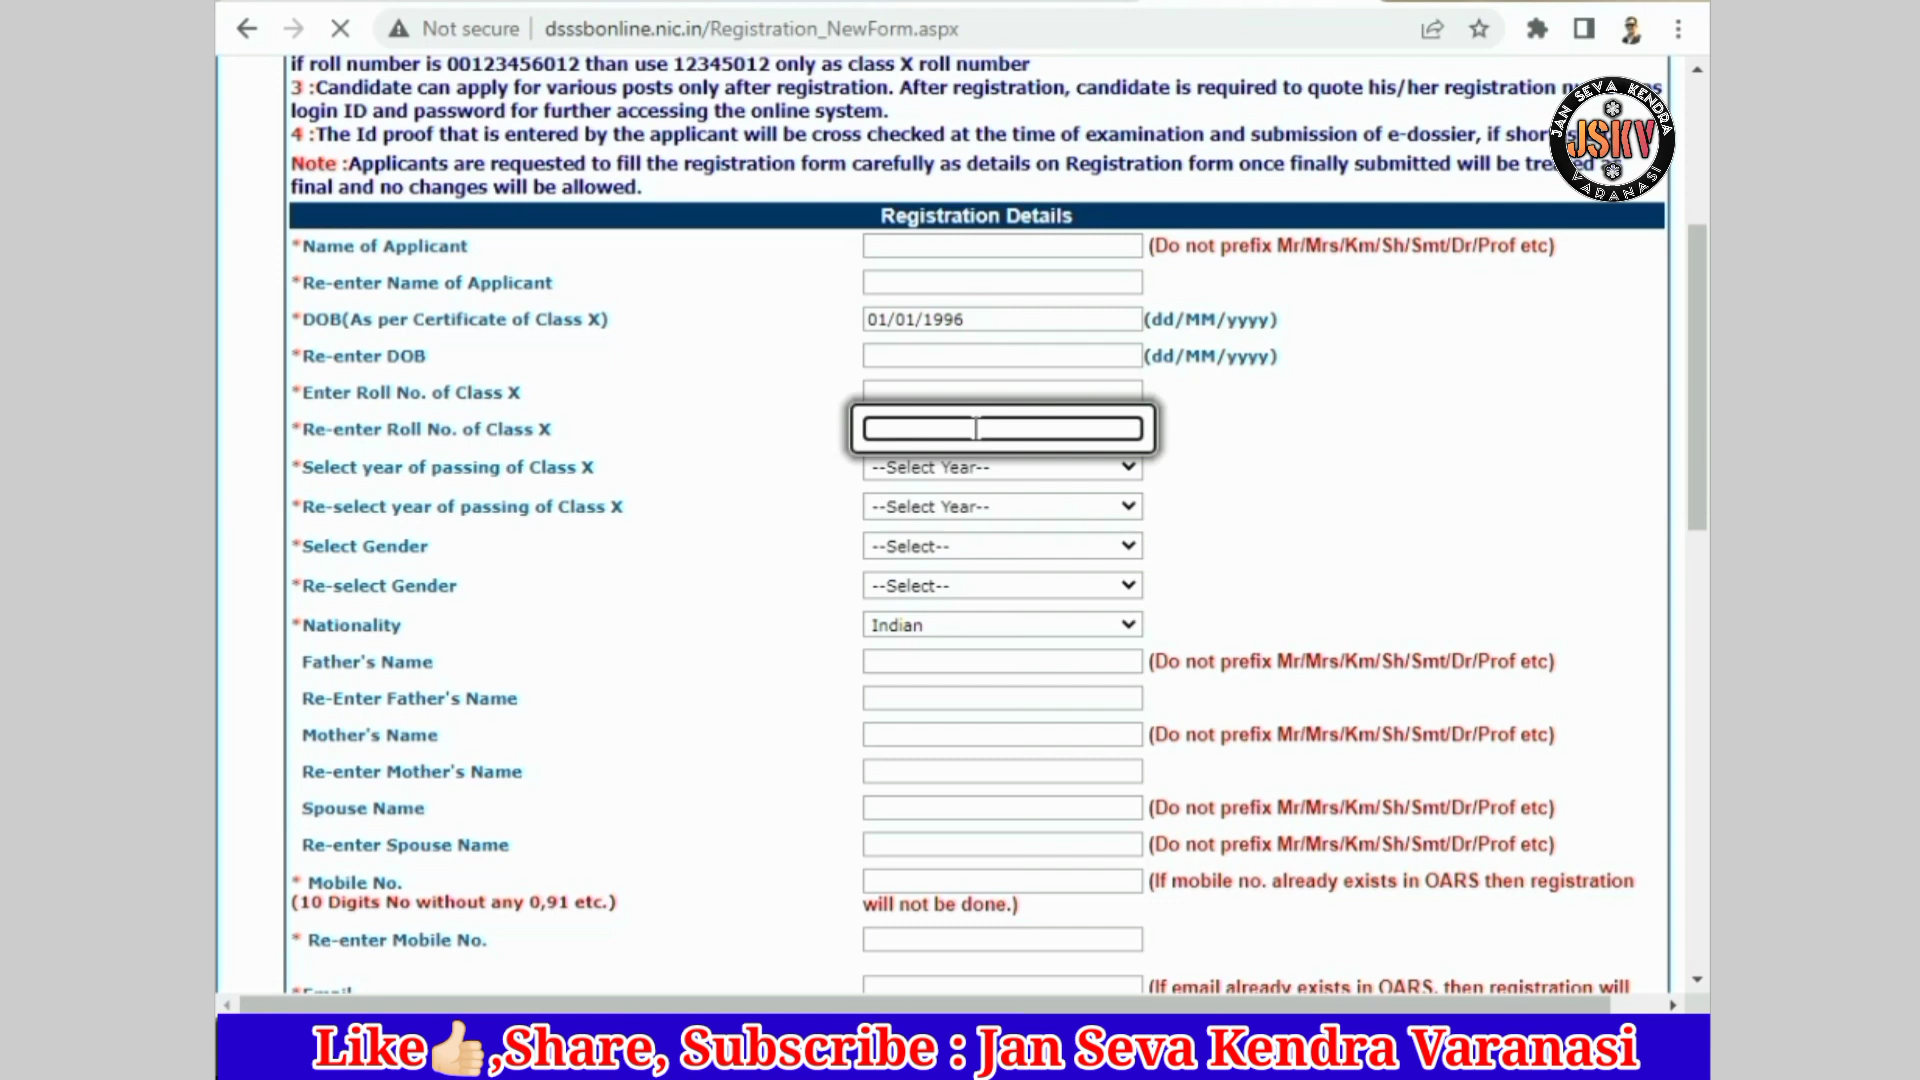 Not secure | dsssbonline.nic.in/Registration_NewForm.aspx
if roll number is 00123456012 than use 12345012 only as class X roll number
3 :Candidate can apply for various posts only after registration. After registration, candidate is required to quote his/her registration
login ID and password for further accessing the online system.
4 :The Id proof that is entered by the applicant will be cross checked at the time of examination and submission of e-dossier, if
Note :Applicants are requested to fill the registration form carefully as details on Registration form once finally submitted will be
final and no changes will be allowed.
JAN SEVA KENDRA
JSKV
VARANASI
Registration Details
*Name of Applicant (Do not prefix Mr/Mrs/Km/Sh/Smt/Dr/Prof etc)
*Re-enter Name of Applicant
*DOB(As per Certificate of Class X) 01/01/1996 (dd/MM/yyyy)
*Re-enter DOB (dd/MM/yyyy)
*Enter Roll No. of Class X
*Re-enter Roll No. of Class X
*Select year of passing of Class X --Select Year--
*Re-select year of passing of Class X --Select Year--
*Select Gender --Select--
*Re-select Gender --Select--
*Nationality Indian
Father's Name (Do not prefix Mr/Mrs/Km/Sh/Smt/Dr/Prof etc)
Re-Enter Father's Name
Mother's Name (Do not prefix Mr/Mrs/Km/Sh/Smt/Dr/Prof etc)
Re-enter Mother's Name
Spouse Name (Do not prefix Mr/Mrs/Km/Sh/Smt/Dr/Prof etc)
Re-enter Spouse Name (Do not prefix Mr/Mrs/Km/Sh/Smt/Dr/Prof etc)
* Mobile No. (If mobile no. already exists in OARS then registration
(10 Digits No without any 0,91 etc.) will not be done.)
* Re-enter Mobile No.
*Email (If email already exists in OARS, then registration will
Like👍🏻,Share, Subscribe : Jan Seva Kendra Varanasi